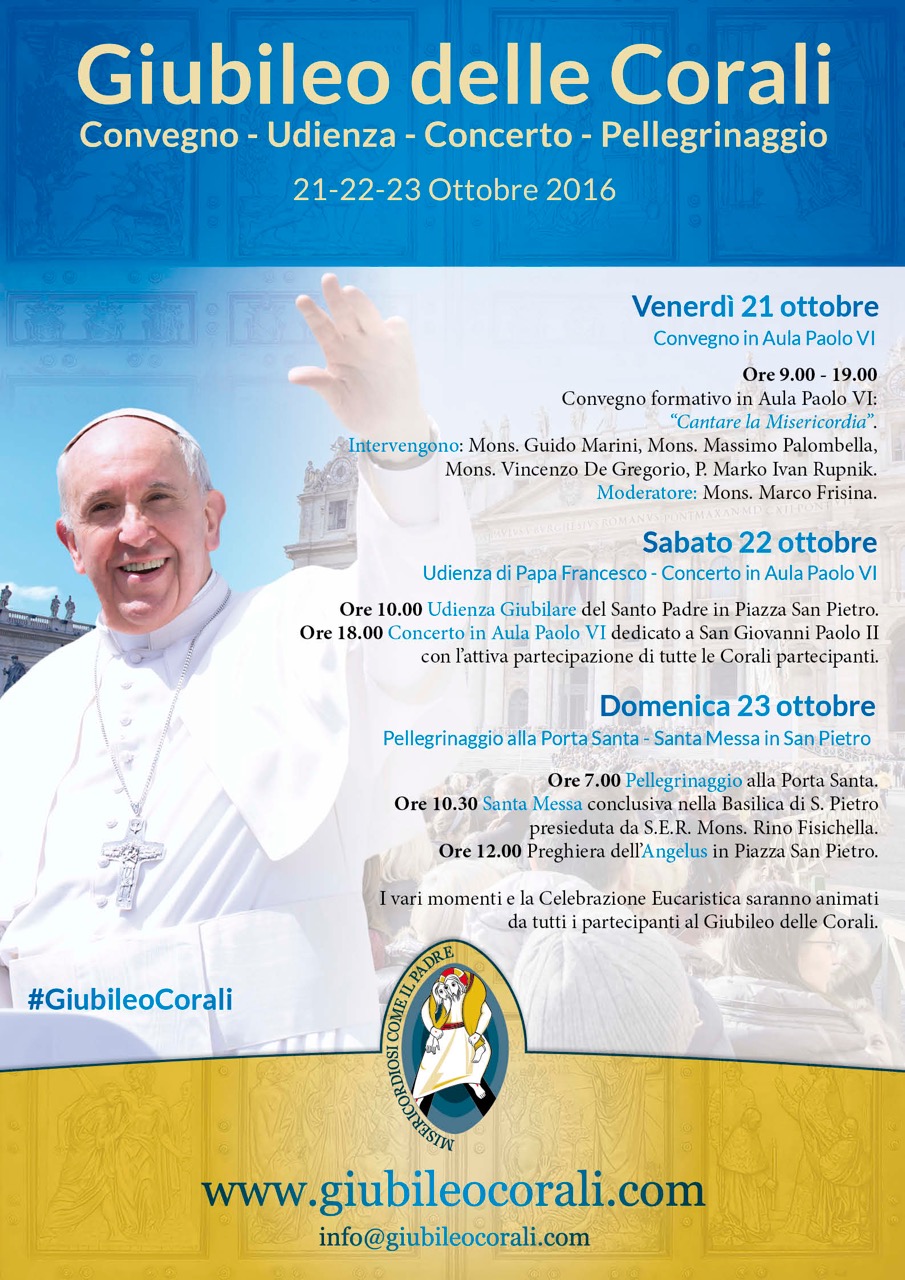 Giubileo delle Corali
Convegno - Udienza - Concerto - Pellegrinaggio
21-22-23 Ottobre 2016
Venerdì 21 ottobre
Convegno in Aula Paolo VI
Ore 9.00 - 19.00
Convegno formativo in Aula Paolo VI:
“Cantare la Misericordia”.
Intervengono: Mons. Guido Marini, Mons. Massimo Palombella,
Mons. Vincenzo De Gregorio, P. Marko Ivan Rupnik.
Moderatore: Mons. Marco Frisina.
Sabato 22 ottobre
Udienza di Papa Francesco - Concerto in Aula Paolo VI
Ore 10.00 Udienza Giubilare del Santo Padre in Piazza San Pietro.
Ore 18.00 Concerto in Aula Paolo VI dedicato a San Giovanni Paolo II
con l’attiva partecipazione di tutte le Corali partecipanti.
Domenica 23 ottobre
Pellegrinaggio alla Porta Santa - Santa Messa in San Pietro
Ore 7.00 Pellegrinaggio alla Porta Santa.
Ore 10.30 Santa Messa conclusiva nella Basilica di S. Pietro
presieduta da S.E.R. Mons. Rino Fisichella.
Ore 12.00 Preghiera dell’Angelus in Piazza San Pietro.
I vari momenti e la Celebrazione Eucaristica saranno animati
da tutti i partecipanti al Giubileo delle Corali.
#GiubileoCorali
MISERICORDIOSI COME IL PADRE
www.giubileocorali.com
info@giubileocorali.com